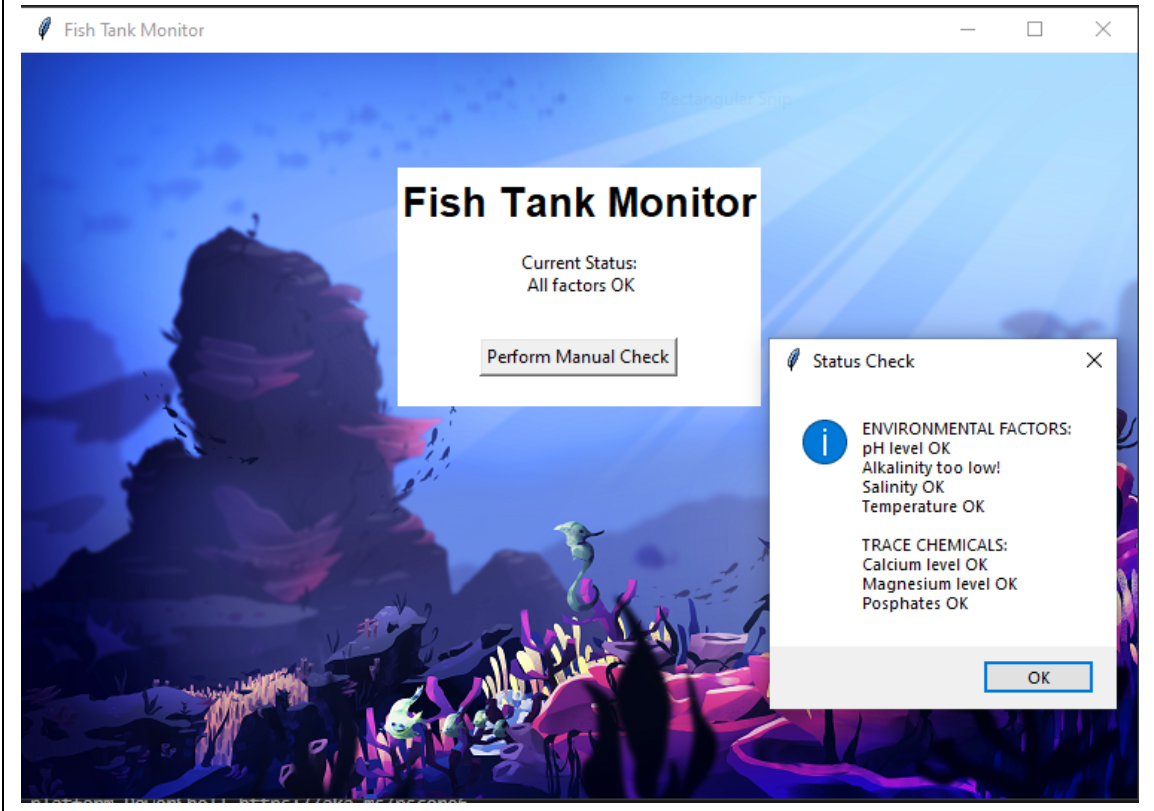 Fish Tank Monitor
Rectangular Snip
Fish Tank Monitor
Current Status:
All factors OK
Perform Manual Check
Status Check
ENVIRONMENTAL FACTORS:
pH level OK
Alkalinity too low!
Salinity OK
Temperature OK
TRACE CHEMICALS:
Calcium level OK
Magnesium level OK
Posphates OK
OK